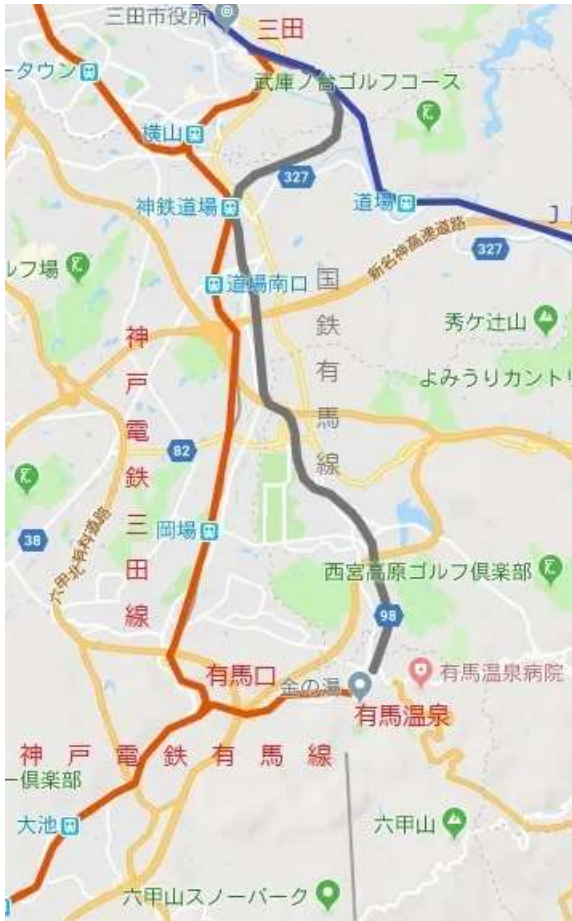 三田市役所
三田
ータウン
武庫ノ台ゴルフコース
横山
327
神鉄道場
道場
J
新名神高速道路
327
ルフ場
道場南口
国鉄有馬線
秀ケ辻山
神戸電鉄三田線
よみうりカントリ
82
38
岡場
六甲北有料道路
西宮高原ゴルフ倶楽部
98
有馬口
金の湯
有馬温泉病院
有馬温泉
神戸電鉄有馬線
ー倶楽部
大池
六甲山
六甲山スノーパーク